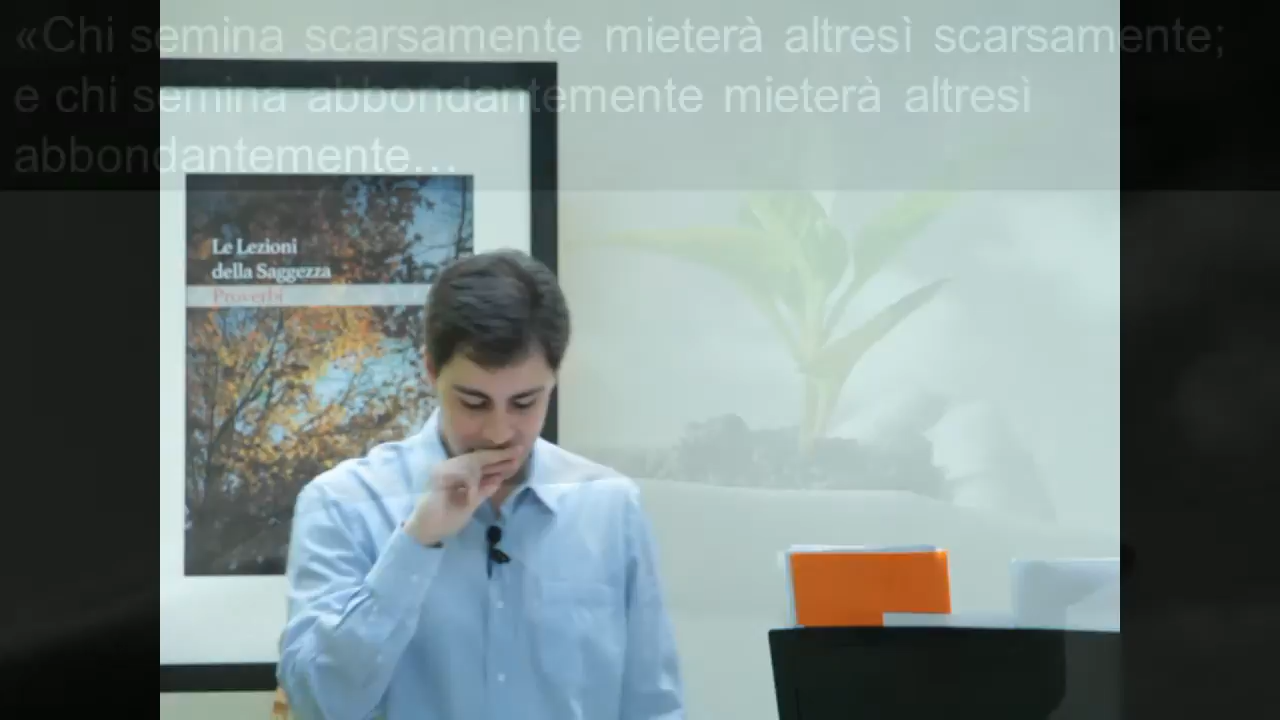 «Chi semina scarsamente mieterà altresì scarsamente;
e chi semina abbondantemente mieterà altresì
abbondantemente…
Le Lezioni
della Saggezza
Proverbi